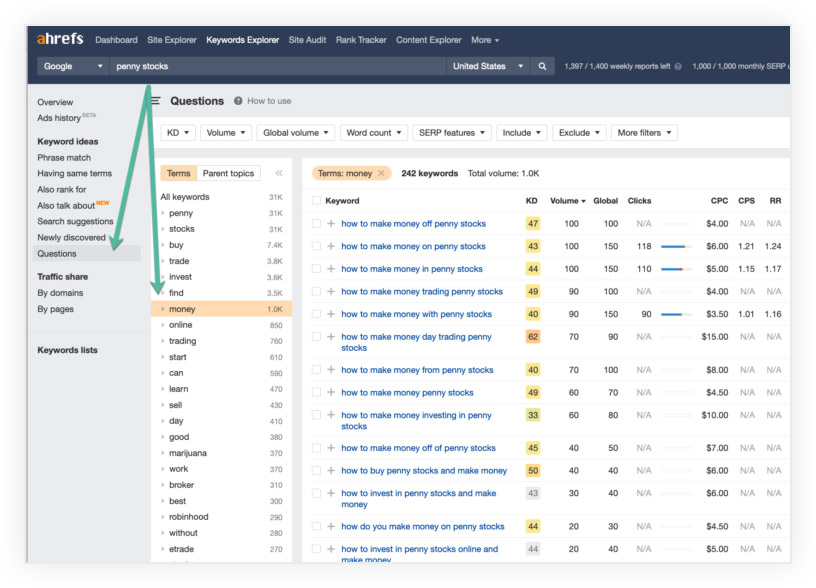 ahrefs Dashboard Site Explorer Keywords Explorer Site Audit Rank Tracker Content Explorer More
Google penny stocks United States 1,397 / 1,400 weekly reports left 1,000 / 1,000 monthly SERP
Overview
Ads history BETA
Keyword ideas
Phrase match
Having same terms
Also rank for
Also talk about NEW
Search suggestions
Newly discovered
Questions
Traffic share
By domains
By pages
Keywords lists
Questions ? How to use
KD Volume Global volume Word count SERP features Include Exclude More filters
Terms Parent topics
All keywords 31K
penny 31K
stocks 31K
buy 7.4K
trade 3.8K
invest 3.6K
find 3.5K
money 1.0K
online 850
trading 760
start 610
can 590
learn 470
sell 430
day 410
good 380
marijuana 370
work 370
broker 310
best 300
robinhood 290
without 280
etrade 270
Terms: money × 242 keywords Total volume: 1.0K
Keyword KD Volume Global Clicks CPC CPS RR
how to make money off penny stocks 47 100 100 N/A $4.00 N/A N/A
how to make money on penny stocks 43 100 150 118 $6.00 1.21 1.24
how to make money in penny stocks 44 100 150 110 $5.00 1.15 1.17
how to make money trading penny stocks 49 90 100 N/A $4.00 N/A N/A
how to make money with penny stocks 40 90 150 90 $3.50 1.01 1.16
how to make money day trading penny 62 70 90 N/A $15.00 N/A N/A
stocks
how to make money from penny stocks 40 70 100 N/A $8.00 N/A N/A
how to make money penny stocks 49 60 70 N/A $4.50 N/A N/A
how to make money investing in penny 33 60 80 N/A $10.00 N/A N/A
stocks
how to make money off of penny stocks 45 40 50 N/A $7.00 N/A N/A
how to buy penny stocks and make money 50 40 40 N/A $6.00 N/A N/A
how to invest in penny stocks and make 43 30 40 N/A $6.00 N/A N/A
money
how do you make money on penny stocks 44 20 30 N/A $4.50 N/A N/A
how to invest in penny stocks online and 44 20 40 N/A $5.00 N/A N/A
make money